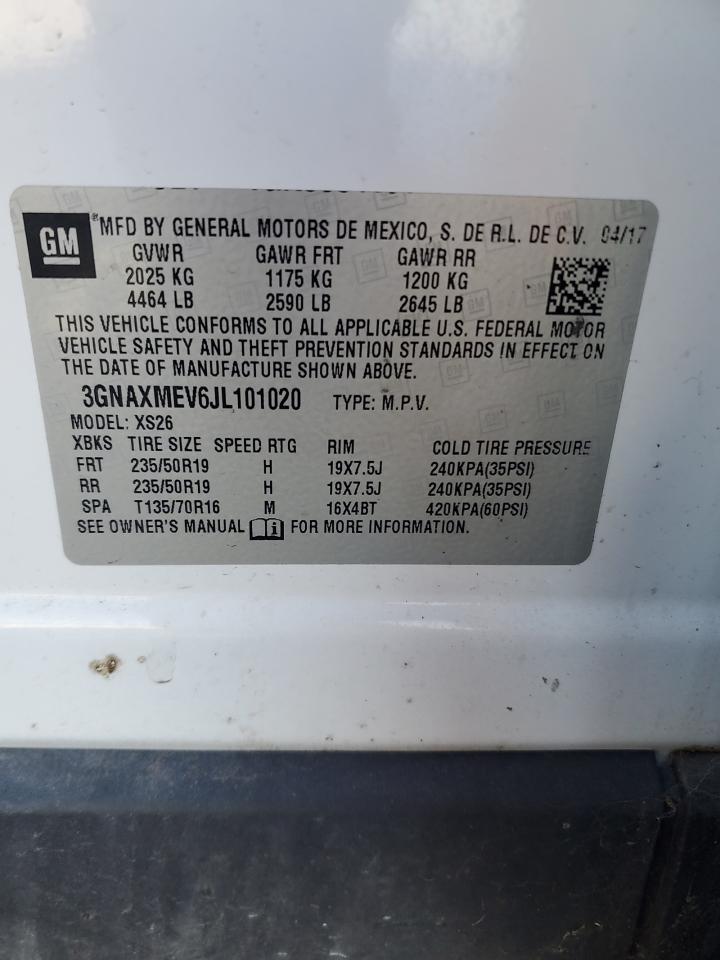 GM
® MFD BY GENERAL MOTORS DE MEXICO, S. DE R.L. DE C.V. 04/17
GVWR GAWR FRT GAWR RR
2025 KG 1175 KG 1200 KG
4464 LB 2590 LB 2645 LB
THIS VEHICLE CONFORMS TO ALL APPLICABLE U.S. FEDERAL MOTOR
VEHICLE SAFETY AND THEFT PREVENTION STANDARDS IN EFFECT ON
THE DATE OF MANUFACTURE SHOWN ABOVE.
3GNAXMEV6JL101020 TYPE: M.P.V.
MODEL: XS26
XBKS TIRE SIZE SPEED RTG RIM COLD TIRE PRESSURE
FRT 235/50R19 H 19X7.5J 240KPA(35PSI)
RR 235/50R19 H 19X7.5J 240KPA(35PSI)
SPA T135/70R16 M 16X4BT 420KPA(60PSI)
SEE OWNER'S MANUAL i FOR MORE INFORMATION.